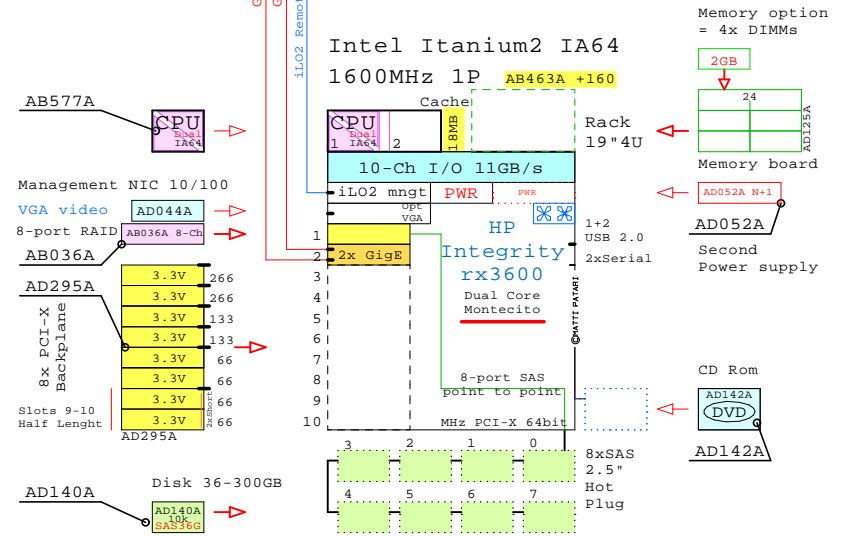 G
G
iLO2 Remot
Intel Itanium2 IA64
1600MHz 1P
AB463A +160
Memory option
= 4x DIMMs
2GB
24
AD125A
AB577A
CPU
Dual
IA64
CPU
Dual
1 IA64
2
Cache
18MB
Rack
19"4U
Memory board
10-Ch I/O 11GB/s
Management NIC 10/100
iLO2 mngt
PWR
PWR
AD052A N+1
VGA video
AD044A
Opt
VGA
8-port RAID
AB036A 8-Ch
AB036A
1+2
USB 2.0
2xSerial
AD052A
Second
Power supply
HP
Integrity
rx3600
Dual Core
Montecito
©MATTI PATARI
1
2
2x GigE
3
4
5
6
7
8
9
10
AD295A
8x PCI-X
Backplane
3.3V
266
3.3V
266
3.3V
133
3.3V
133
3.3V
66
3.3V
66
3.3V
66
3.3V
66
2xShort
Slots 9-10
Half Lenght
AD295A
8-port SAS
point to point
MHz PCI-X 64bit
CD Rom
AD142A
DVD
AD142A
3
2
1
0
4
5
6
7
8xSAS
2.5"
Hot
Plug
Disk 36-300GB
AD140A
AD140A
10k
SAS36G